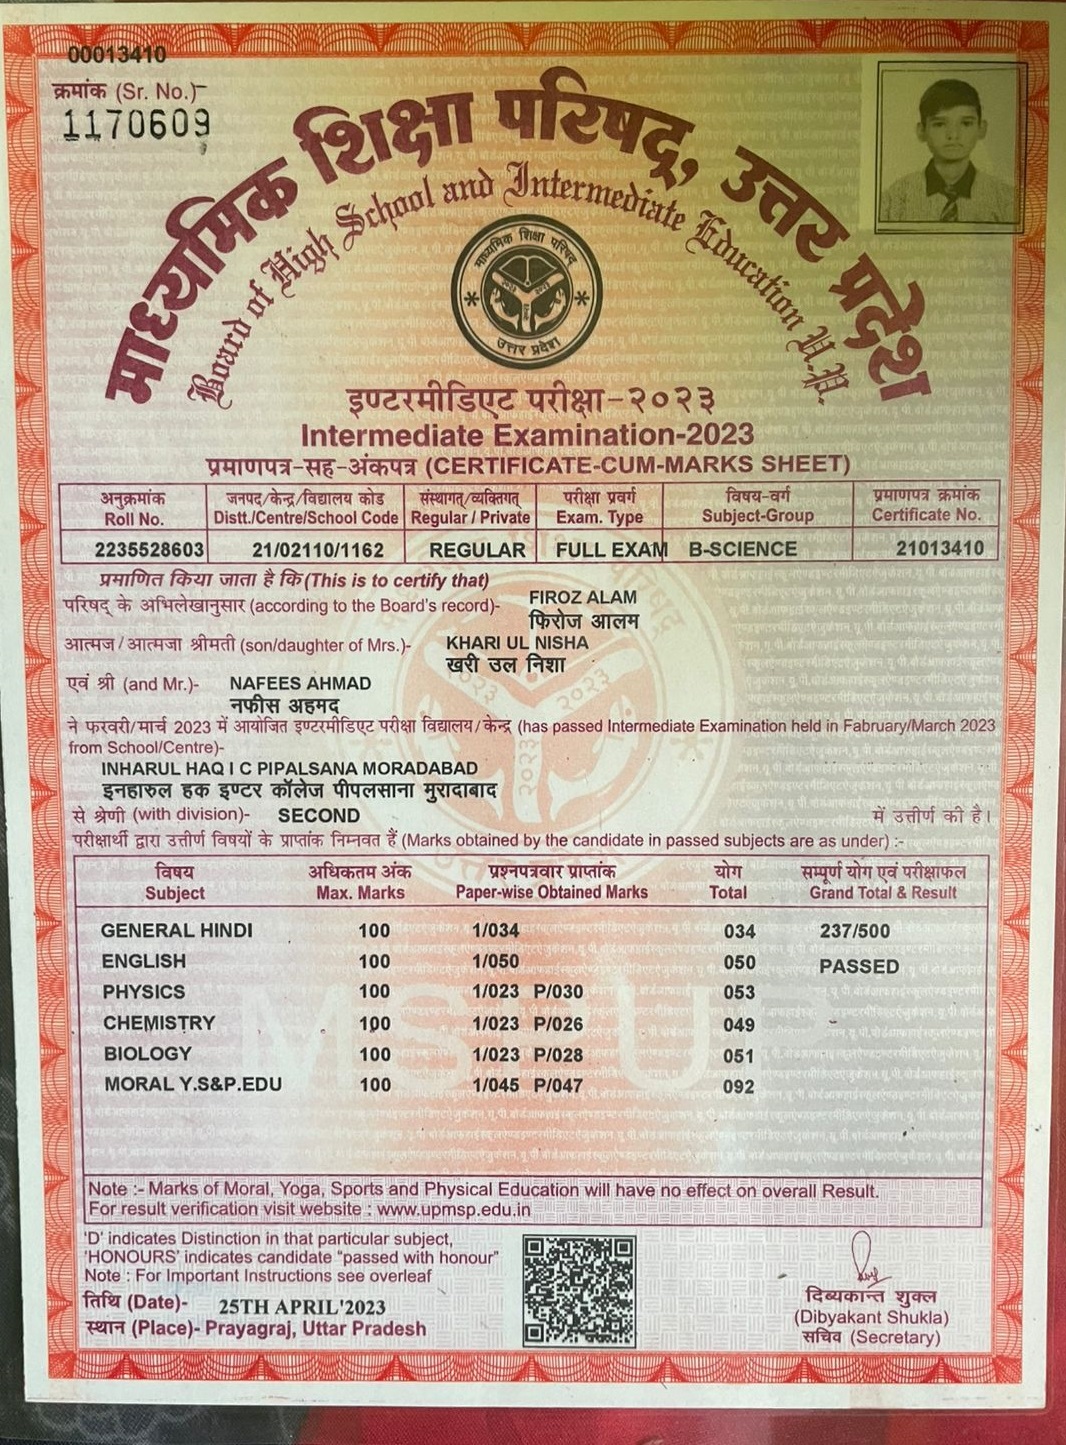 00013410
क्रमांक (Sr. No.)-
1170609
माध्यमिक शिक्षा परिषद्, उत्तर प्रदेश
Board of High School and Intermediate Education U.P.
माध्यमिक शिक्षा परिषद
उत्तर प्रदेश
इण्टरमीडिएट परीक्षा-२०२३
Intermediate Examination-2023
प्रमाणपत्र-सह-अंकपत्र (CERTIFICATE-CUM-MARKS SHEET)
अनुक्रमांक जनपद/केन्द्र/विद्यालय कोड संस्थागत/व्यक्तिगत परीक्षा प्रवर्ग विषय-वर्ग प्रमाणपत्र क्रमांक
Roll No. Distt./Centre/School Code Regular / Private Exam. Type Subject-Group Certificate No.
2235528603 21/02110/1162 REGULAR FULL EXAM B-SCIENCE 21013410
प्रमाणित किया जाता है कि (This is to certify that)
परिषद् के अभिलेखानुसार (according to the Board's record)- FIROZ ALAM
फिरोज आलम
आत्मज/आत्मजा श्रीमती (son/daughter of Mrs.)- KHARI UL NISHA
खरी उल निशा
एवं श्री (and Mr.)- NAFEES AHMAD
नफीस अहमद
ने फरवरी/मार्च 2023 में आयोजित इण्टरमीडिएट परीक्षा विद्यालय/केन्द्र (has passed Intermediate Examination held in Fabruary/March 2023
from School/Centre)-
INHARUL HAQ I C PIPALSANA MORADABAD
इनहारुल हक इण्टर कॉलेज पीपलसाना मुरादाबाद
से श्रेणी (with division)- SECOND में उत्तीर्ण की है।
परीक्षार्थी द्वारा उत्तीर्ण विषयों के प्राप्तांक निम्नवत हैं (Marks obtained by the candidate in passed subjects are as under) :-
विषय अधिकतम अंक प्रश्नपत्रवार प्राप्तांक योग सम्पूर्ण योग एवं परीक्षाफल
Subject Max. Marks Paper-wise Obtained Marks Total Grand Total & Result
GENERAL HINDI 100 1/034 034 237/500
ENGLISH 100 1/050 050 PASSED
PHYSICS 100 1/023 P/030 053
CHEMISTRY 100 1/023 P/026 049
BIOLOGY 100 1/023 P/028 051
MORAL Y.S&P.EDU 100 1/045 P/047 092
Note :- Marks of Moral, Yoga, Sports and Physical Education will have no effect on overall Result.
For result verification visit website : www.upmsp.edu.in
'D' indicates Distinction in that particular subject,
'HONOURS' indicates candidate "passed with honour"
Note : For Important Instructions see overleaf
तिथि (Date)- 25TH APRIL'2023
स्थान (Place)- Prayagraj, Uttar Pradesh
दिब्यकान्त शुक्ल
(Dibyakant Shukla)
सचिव (Secretary)